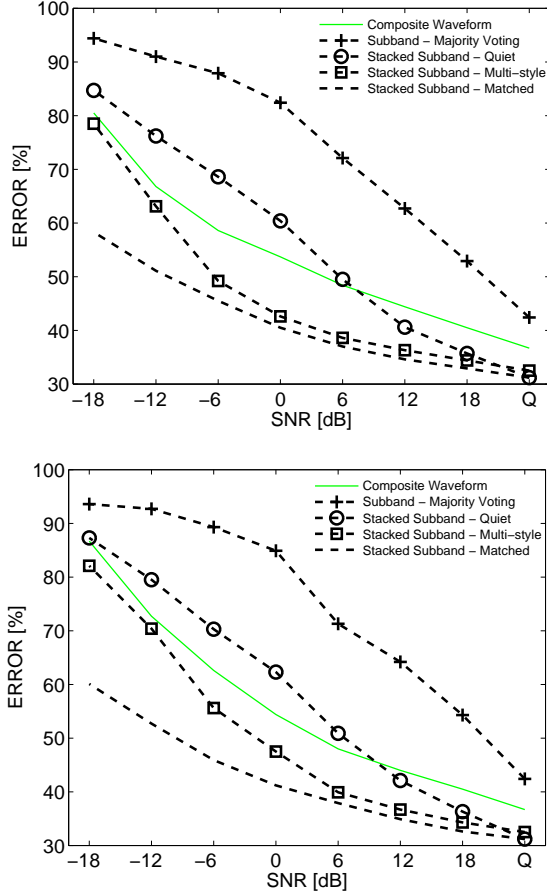 100
90
80
70
60
50
40
30
ERROR [%]
−18 −12 −6 0 6 12 18 Q
SNR [dB]
Composite Waveform
Subband − Majority Voting
Stacked Subband − Quiet
Stacked Subband − Multi−style
Stacked Subband − Matched
100
90
80
70
60
50
40
30
ERROR [%]
−18 −12 −6 0 6 12 18 Q
SNR [dB]
Composite Waveform
Subband − Majority Voting
Stacked Subband − Quiet
Stacked Subband − Multi−style
Stacked Subband − Matched